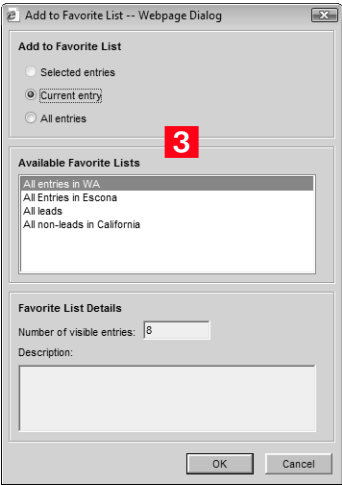 Add to Favorite List -- Webpage Dialog
Add to Favorite List
Selected entries
Current entry
All entries
3
Available Favorite Lists
All entries in WA
All Entries in Escona
All leads
All non-leads in California
Favorite List Details
Number of visible entries: 8
Description:
OK Cancel